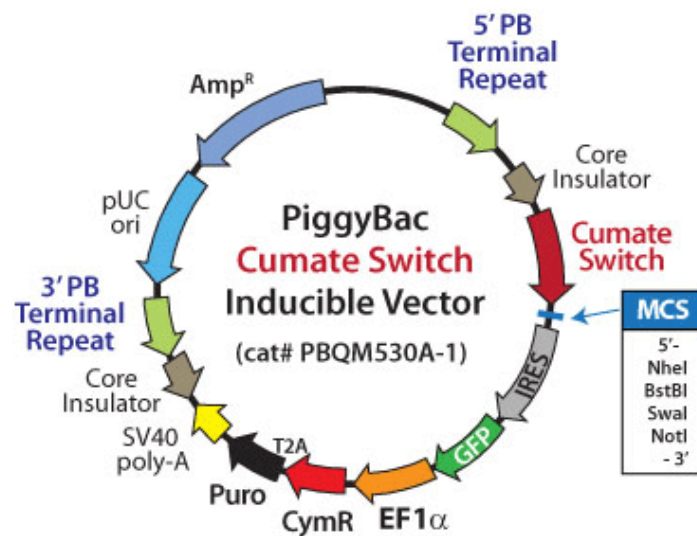 5' PB
Terminal
Repeat
Amp^R
Core
Insulator
pUC
ori
PiggyBac
Cumate Switch
Inducible Vector
(cat# PBQM530A-1)
Cumate
Switch
3' PB
Terminal
Repeat
MCS
5'-
NheI
BstBI
SwaI
NotI
- 3'
IRES
Core
Insulator
SV40
poly-A
T2A
GFP
Puro
CymR
EF1α